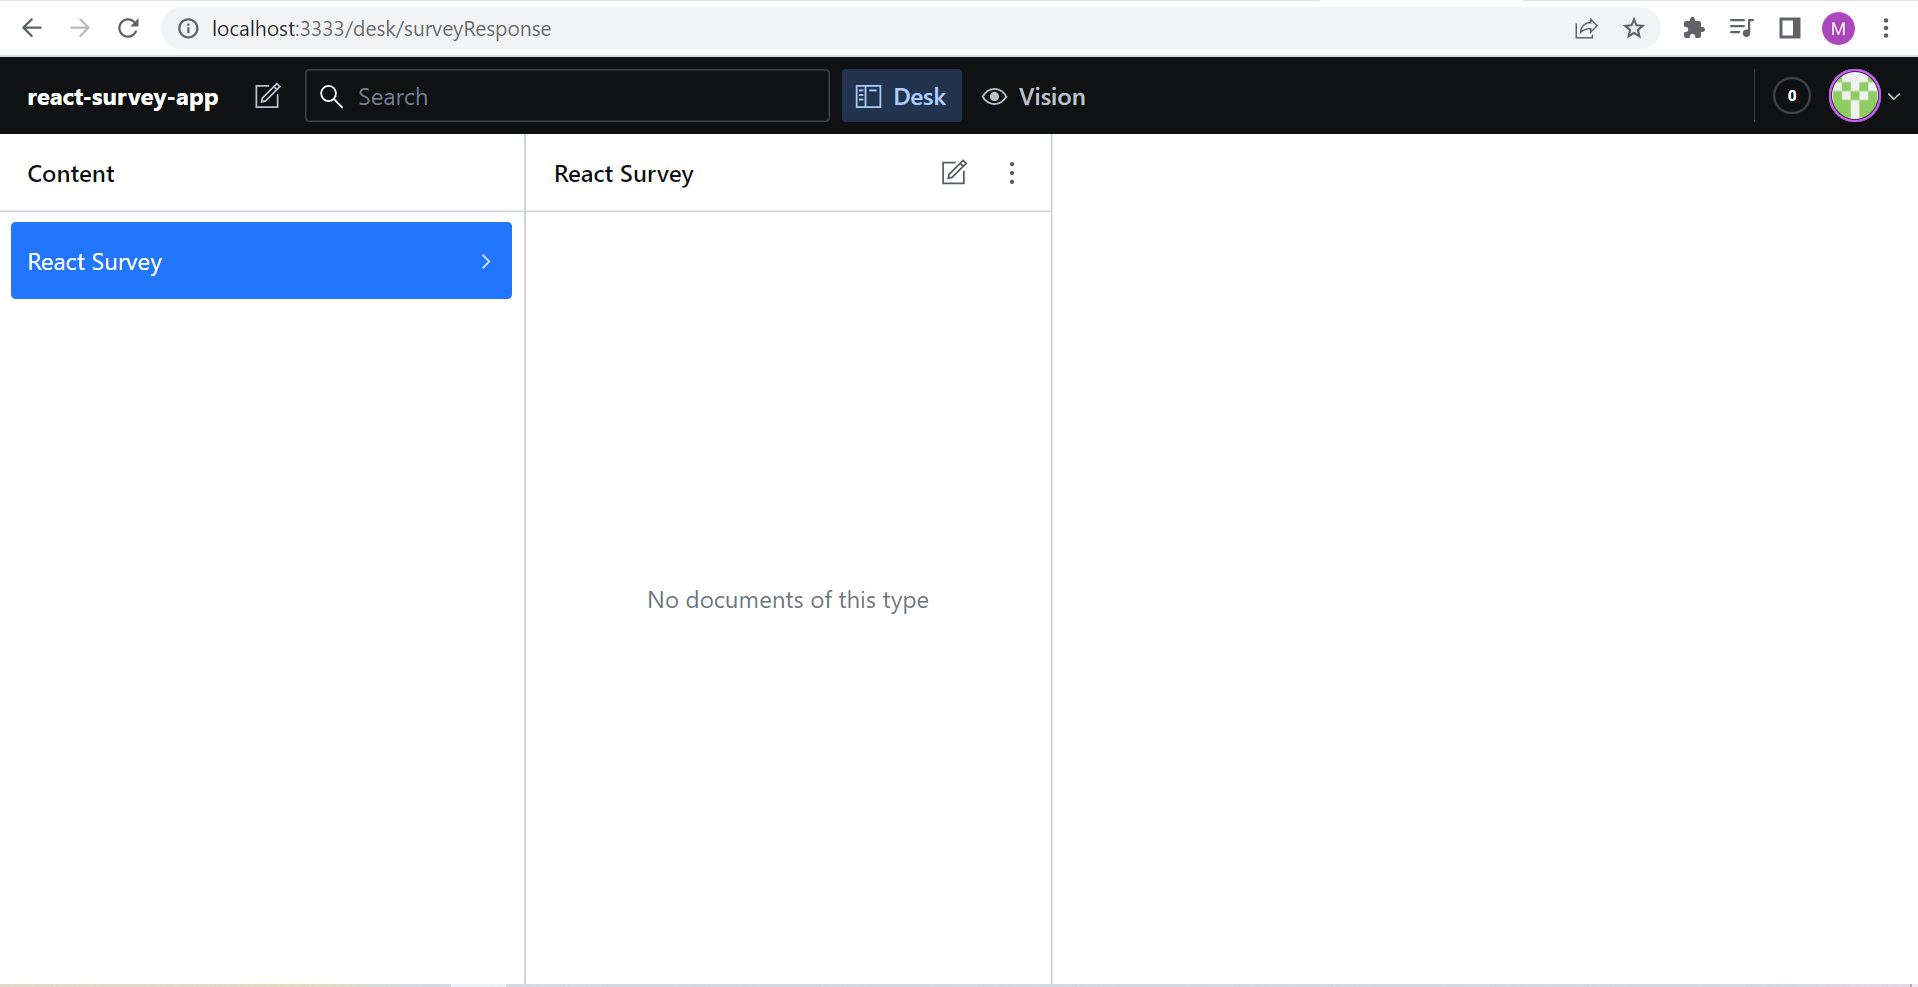 localhost:3333/desk/surveyResponse
M
react-survey-app
Search
Desk
Vision
0
Content
React Survey
React Survey
No documents of this type